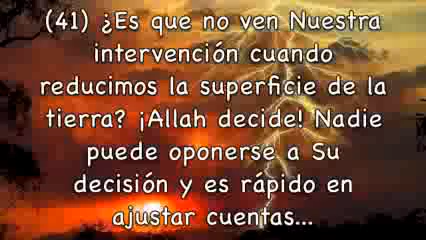 (41) ¿Es que no ven Nuestra
intervención cuando
reducimos la superficie de la
tierra? ¡Allah decide! Nadie
puede oponerse a Su
decisión y es rápido en
ajustar cuentas...